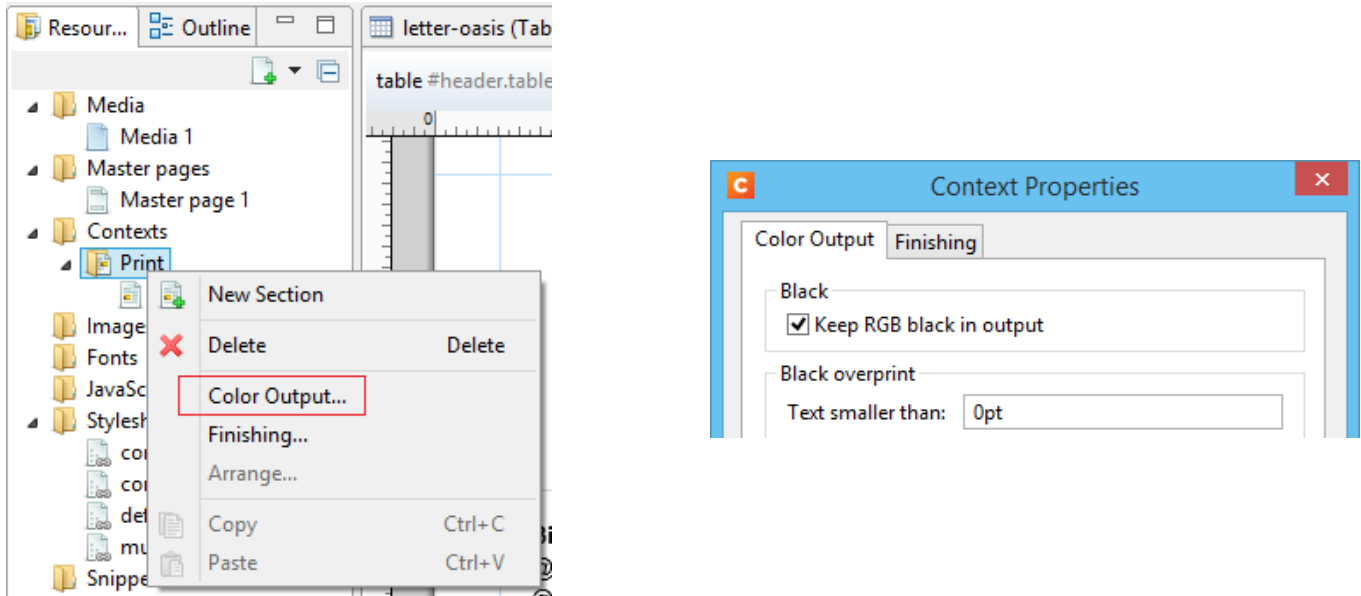 Resour...
Outline
letter-oasis (Tab
table #header.table
0
Media
Media 1
Master pages
Master page 1
Contexts
Print
New Section
Image
Delete Delete
Fonts
JavaSc
Color Output...
Stylesh
Finishing...
Arrange...
Copy Ctrl+C
Paste Ctrl+V
Snippe
Context Properties
Color Output
Finishing
Black
Keep RGB black in output
Black overprint
Text smaller than: 0pt